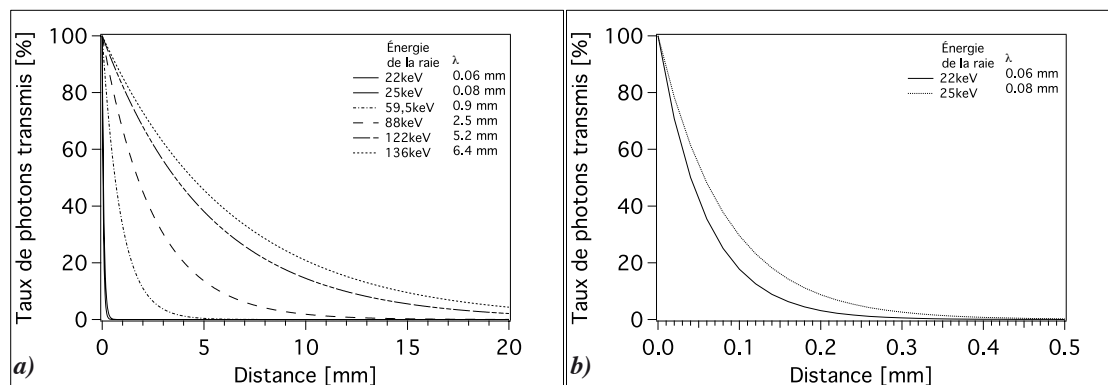 Taux de photons transmis [%]
100
80
60
40
20
0
Énergie
de la raie λ
22keV 0.06 mm
25keV 0.08 mm
59,5keV 0.9 mm
88keV 2.5 mm
122keV 5.2 mm
136keV 6.4 mm
0 5 10 15 20
a)
Distance [mm]
Taux de photons transmis [%]
100
80
60
40
20
0
Énergie
de la raie λ
22keV 0.06 mm
25keV 0.08 mm
0.0 0.1 0.2 0.3 0.4 0.5
b)
Distance [mm]